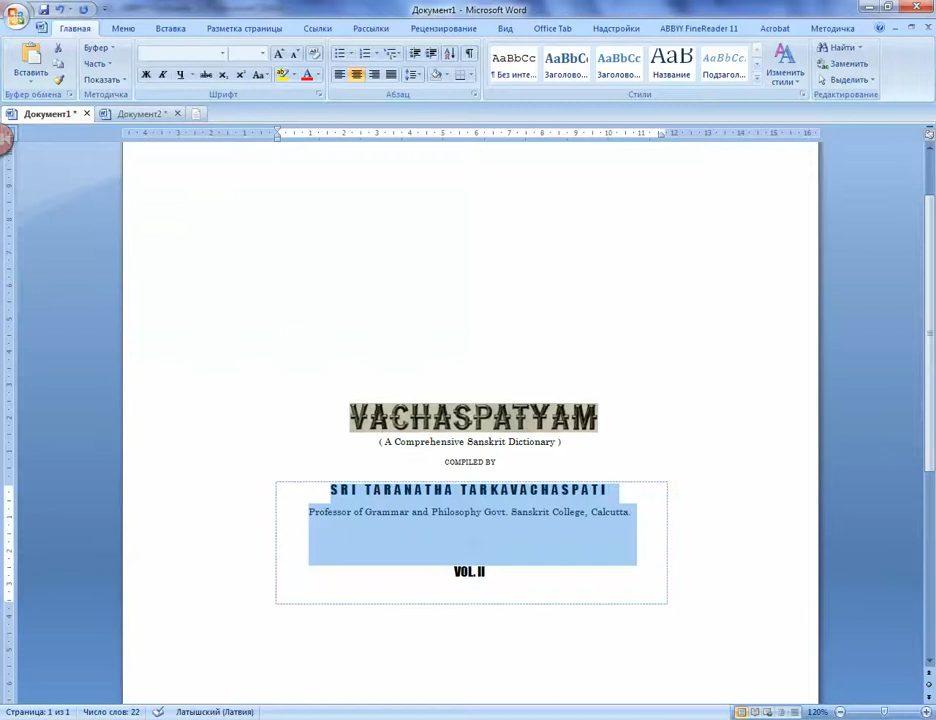 Документ1 - Microsoft Word
Главная Меню Вставка Разметка страницы Ссылки Рассылки Рецензирование Вид Office Tab Надстройки ABBYY FineReader 11 Acrobat Методичка
Вставить
Буфер
Часть
Показать
AaBbCc AaBbCc AaBbCc AaB AaBbCc.
¶ Без инте... Заголово... Заголово... Название Подзагол...
Изменить стили
Найти
Заменить
Выделить
Буфер обмена Методичка Шрифт Абзац Стили Редактирование
Документ1 * Документ2 *
VACHASPATYAM
( A Comprehensive Sanskrit Dictionary )
COMPILED BY
SRI TARANATHA TARKAVACHASPATI
Professor of Grammar and Philosophy Govt. Sanskrit College, Calcutta.
VOL. II
Страница: 1 из 1 Число слов: 22 Латышский (Латвия) 120%